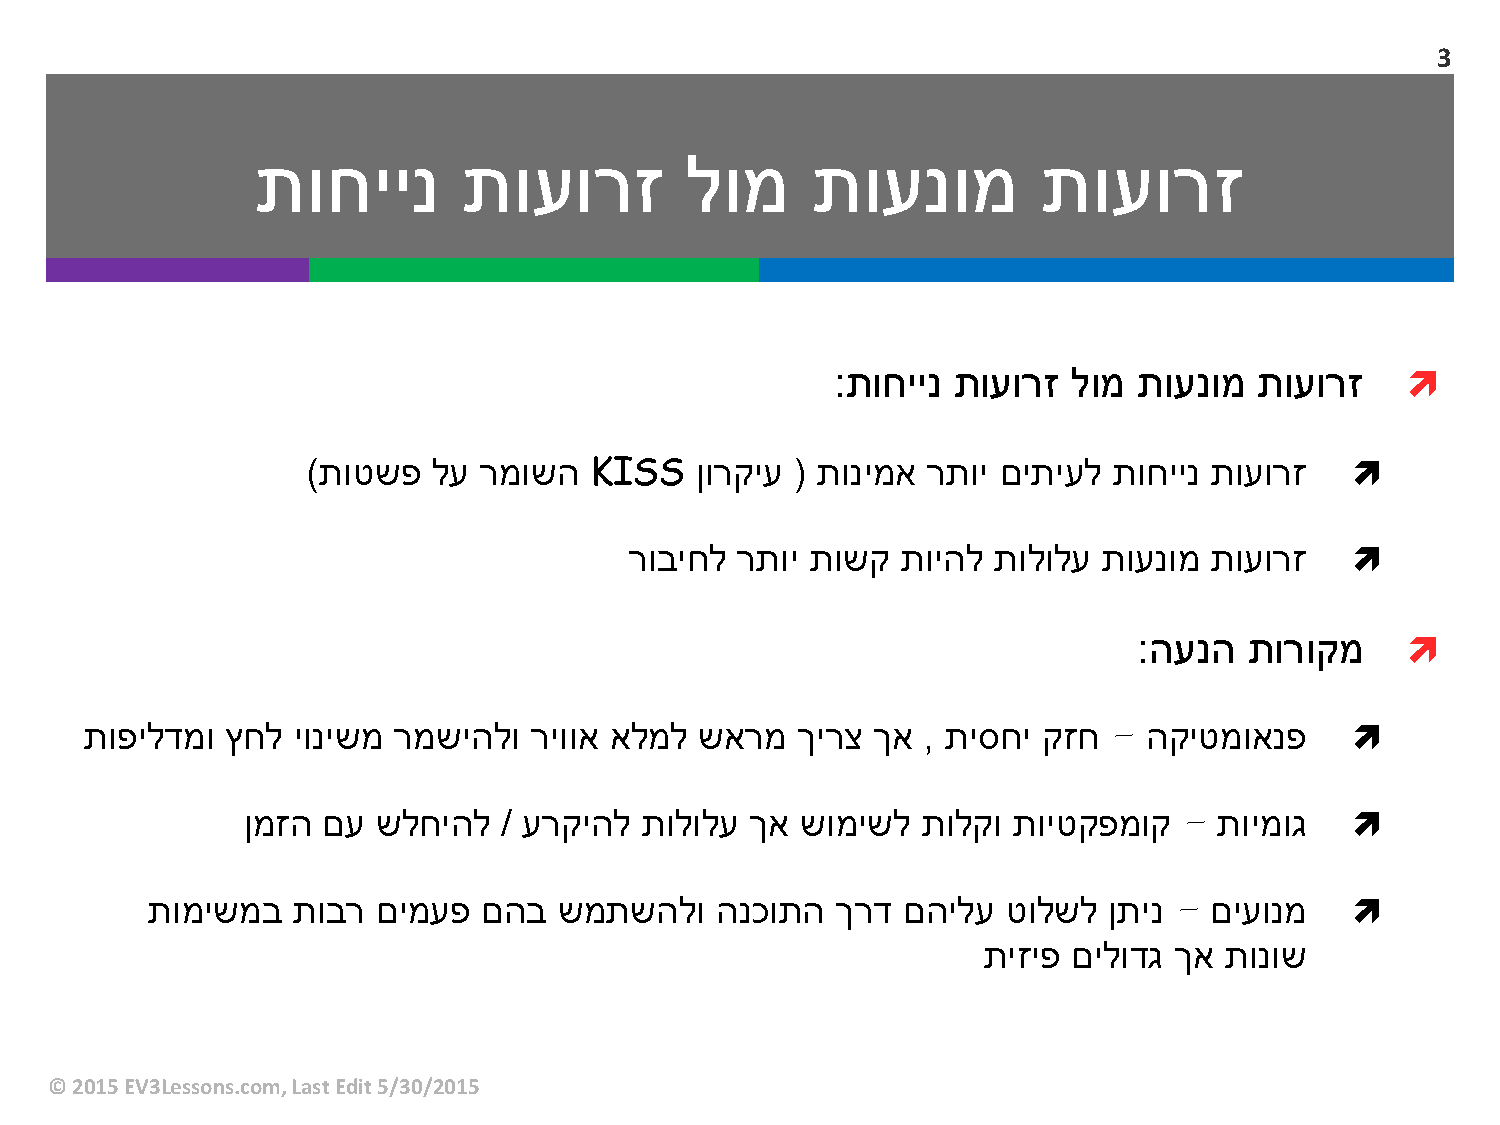 3
זרועות מונעות מול זרועות נייחות
זרועות מונעות מול זרועות נייחות:
זרועות נייחות לעיתים יותר אמינות ( עיקרון KISS השומר על פשטות)
זרועות מונעות עלולות להיות קשות יותר לחיבור
מקורות הנעה:
פנאומטיקה – חזק יחסית , אך צריך מראש למלא אוויר ולהישמר משינוי לחץ ומדליפות
גומיות – קומפקטיות וקלות לשימוש אך עלולות להיקרע / להיחלש עם הזמן
מנועים – ניתן לשלוט עליהם דרך התוכנה ולהשתמש בהם פעמים רבות במשימות
שונות אך גדולים פיזית
© 2015 EV3Lessons.com, Last Edit 5/30/2015